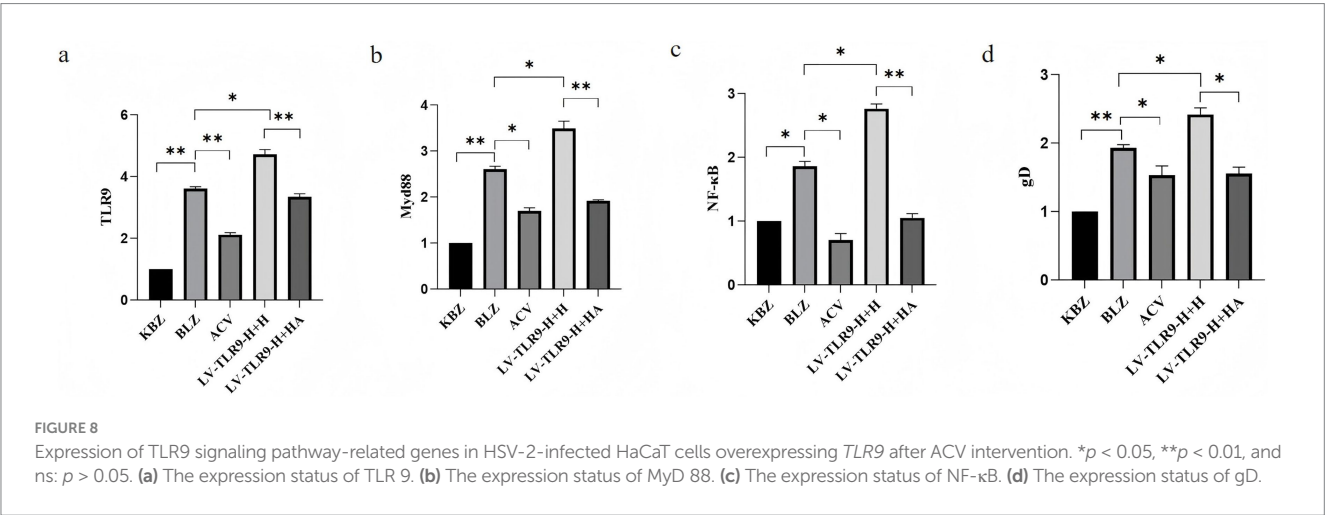 a
*
**
**
**
6
4
2
0
TLR9
KBZ
BLZ
ACV
LV-TLR9-H+H
LV-TLR9-H+HA
b
*
**
**
*
4
3
2
1
0
Myd88
KBZ
BLZ
ACV
LV-TLR9-H+H
LV-TLR9-H+HA
c
*
**
*
*
3
2
1
0
NF-κB
KBZ
BLZ
ACV
LV-TLR9-H+H
LV-TLR9-H+HA
d
*
*
**
*
3
2
1
0
gD
KBZ
BLZ
ACV
LV-TLR9-H+H
LV-TLR9-H+HA
FIGURE 8
Expression of TLR9 signaling pathway-related genes in HSV-2-infected HaCaT cells overexpressing TLR9 after ACV intervention. *p < 0.05, **p < 0.01, and
ns: p > 0.05. (a) The expression status of TLR 9. (b) The expression status of MyD 88. (c) The expression status of NF-κB. (d) The expression status of gD.